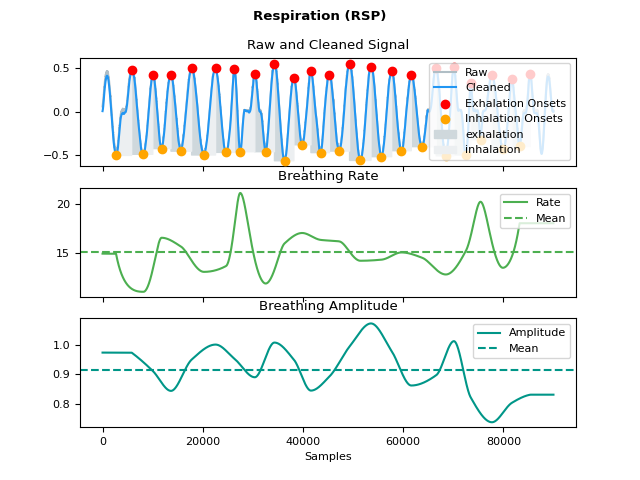 Respiration (RSP)
Raw and Cleaned Signal
0.5
0.0
−0.5
Raw
Cleaned
Exhalation Onsets
Inhalation Onsets
exhalation
inhalation
Breathing Rate
20
15
Rate
Mean
Breathing Amplitude
1.0
0.9
0.8
Amplitude
Mean
0
20000
40000
60000
80000
Samples